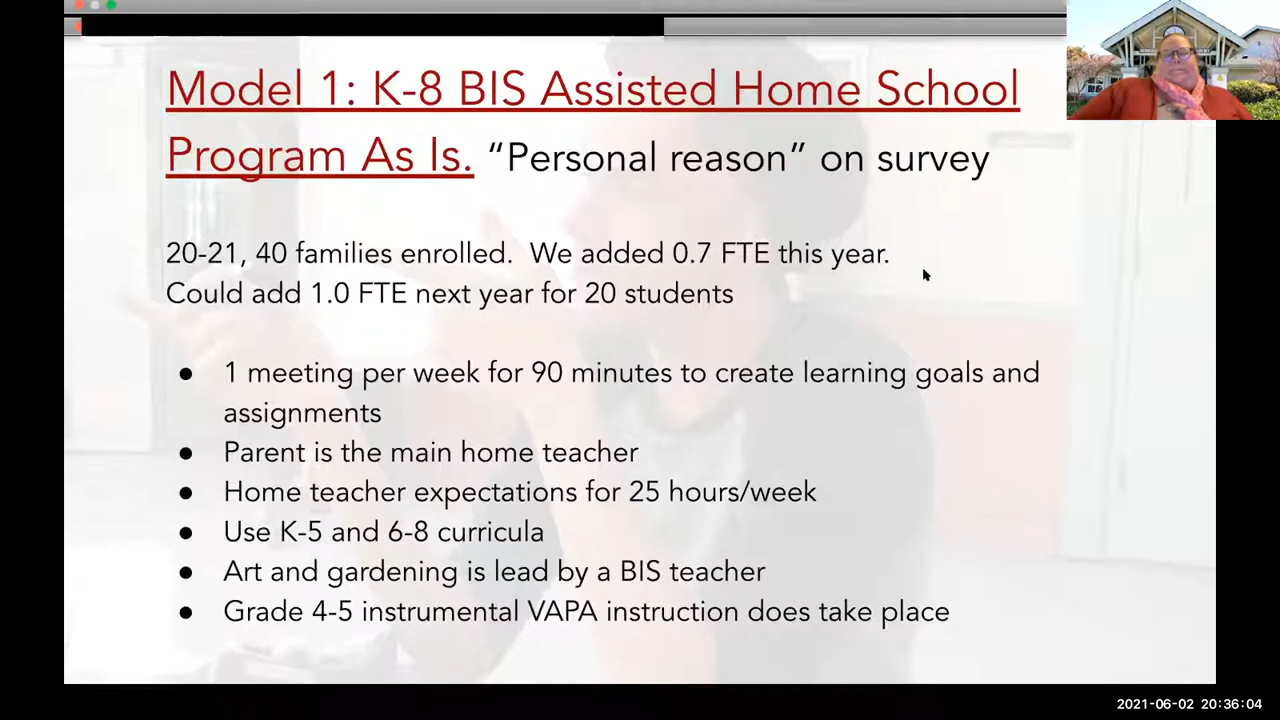 Model 1: K-8 BIS Assisted Home School
Program As Is. “Personal reason” on survey
20-21, 40 families enrolled. We added 0.7 FTE this year.
Could add 1.0 FTE next year for 20 students
● 1 meeting per week for 90 minutes to create learning goals and
assignments
● Parent is the main home teacher
● Home teacher expectations for 25 hours/week
● Use K-5 and 6-8 curricula
● Art and gardening is lead by a BIS teacher
● Grade 4-5 instrumental VAPA instruction does take place
2021-06-02 20:36:04